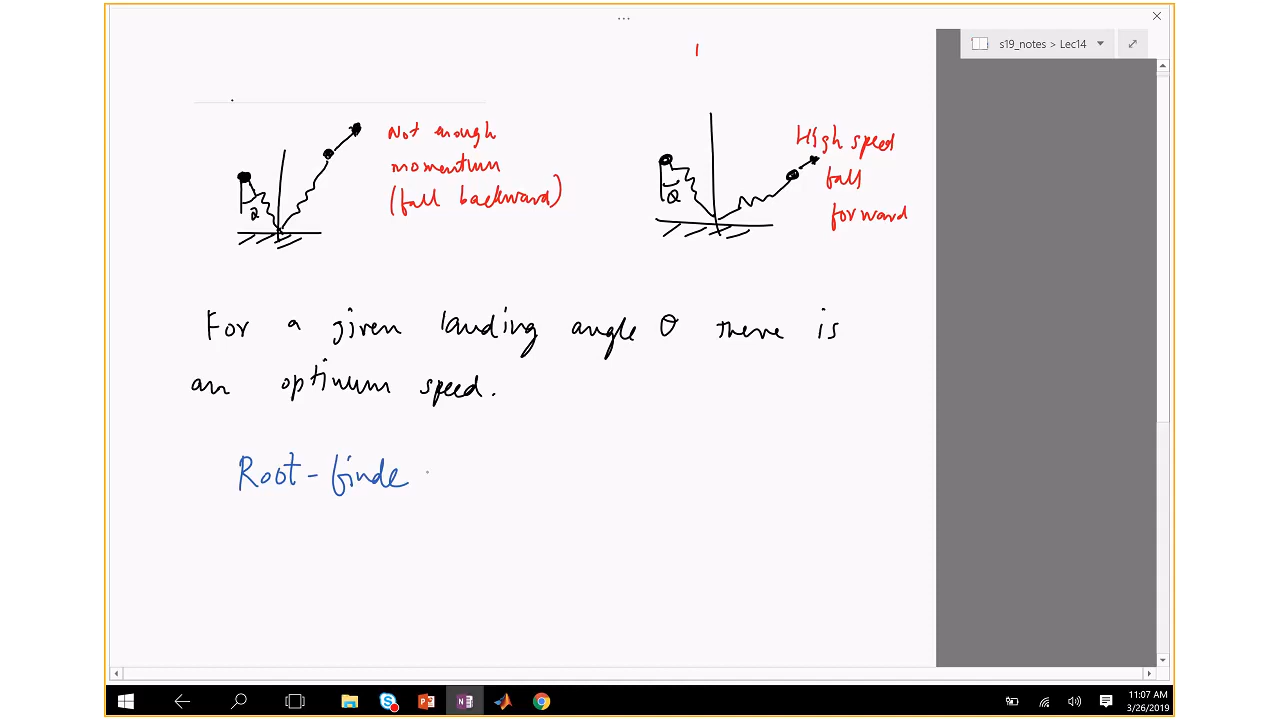 s19_notes > Lec14
Not enough
momentum
(fall backward)
θ
High speed
fall
forward
θ
For a given landing angle θ there is
an optimum speed.
Root-finde
11:07 AM
3/26/2019